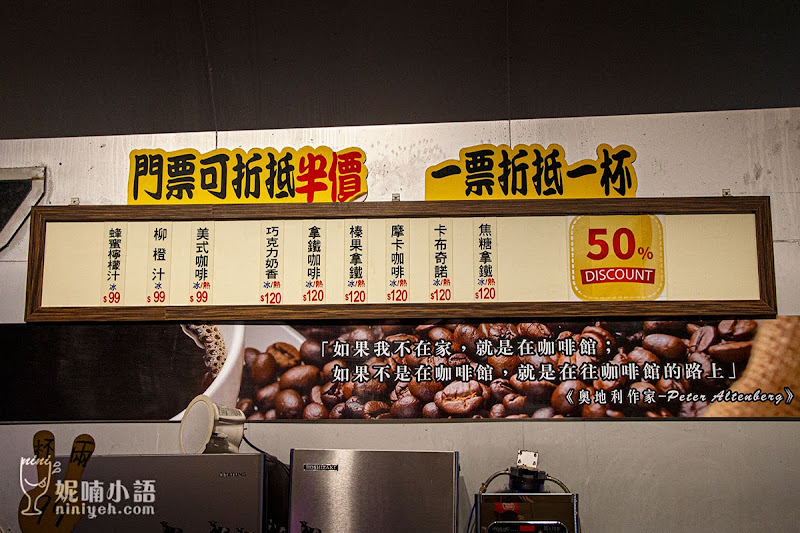 門票可折抵半價
一票折抵一杯
蜂蜜檸檬汁 冰 $99
柳橙汁 冰 $99
美式咖啡 冰/熱 $99
巧克力奶香 冰/熱 $120
拿鐵咖啡 冰/熱 $120
榛果拿鐵 冰/熱 $120
摩卡咖啡 冰/熱 $120
卡布奇諾 冰/熱 $120
焦糖拿鐵 冰/熱 $120
50%
DISCOUNT
「如果我不在家，就是在咖啡館；
如果不是在咖啡館，就是在往咖啡館的路上」
《奧地利作家-Peter Altenberg》
HOSHIZAKI
兩杯
99
nini
妮喃小語
niniyeh.com